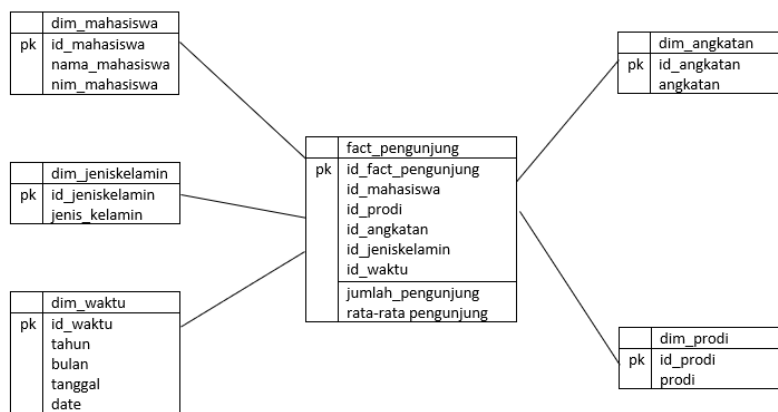 dim_mahasiswa
pk id_mahasiswa
nama_mahasiswa
nim_mahasiswa
dim_jeniskelamin
pk id_jeniskelamin
jenis_kelamin
dim_waktu
pk id_waktu
tahun
bulan
tanggal
date
fact_pengunjung
pk id_fact_pengunjung
id_mahasiswa
id_prodi
id_angkatan
id_jeniskelamin
id_waktu
jumlah_pengunjung
rata-rata pengunjung
dim_angkatan
pk id_angkatan
angkatan
dim_prodi
pk id_prodi
prodi